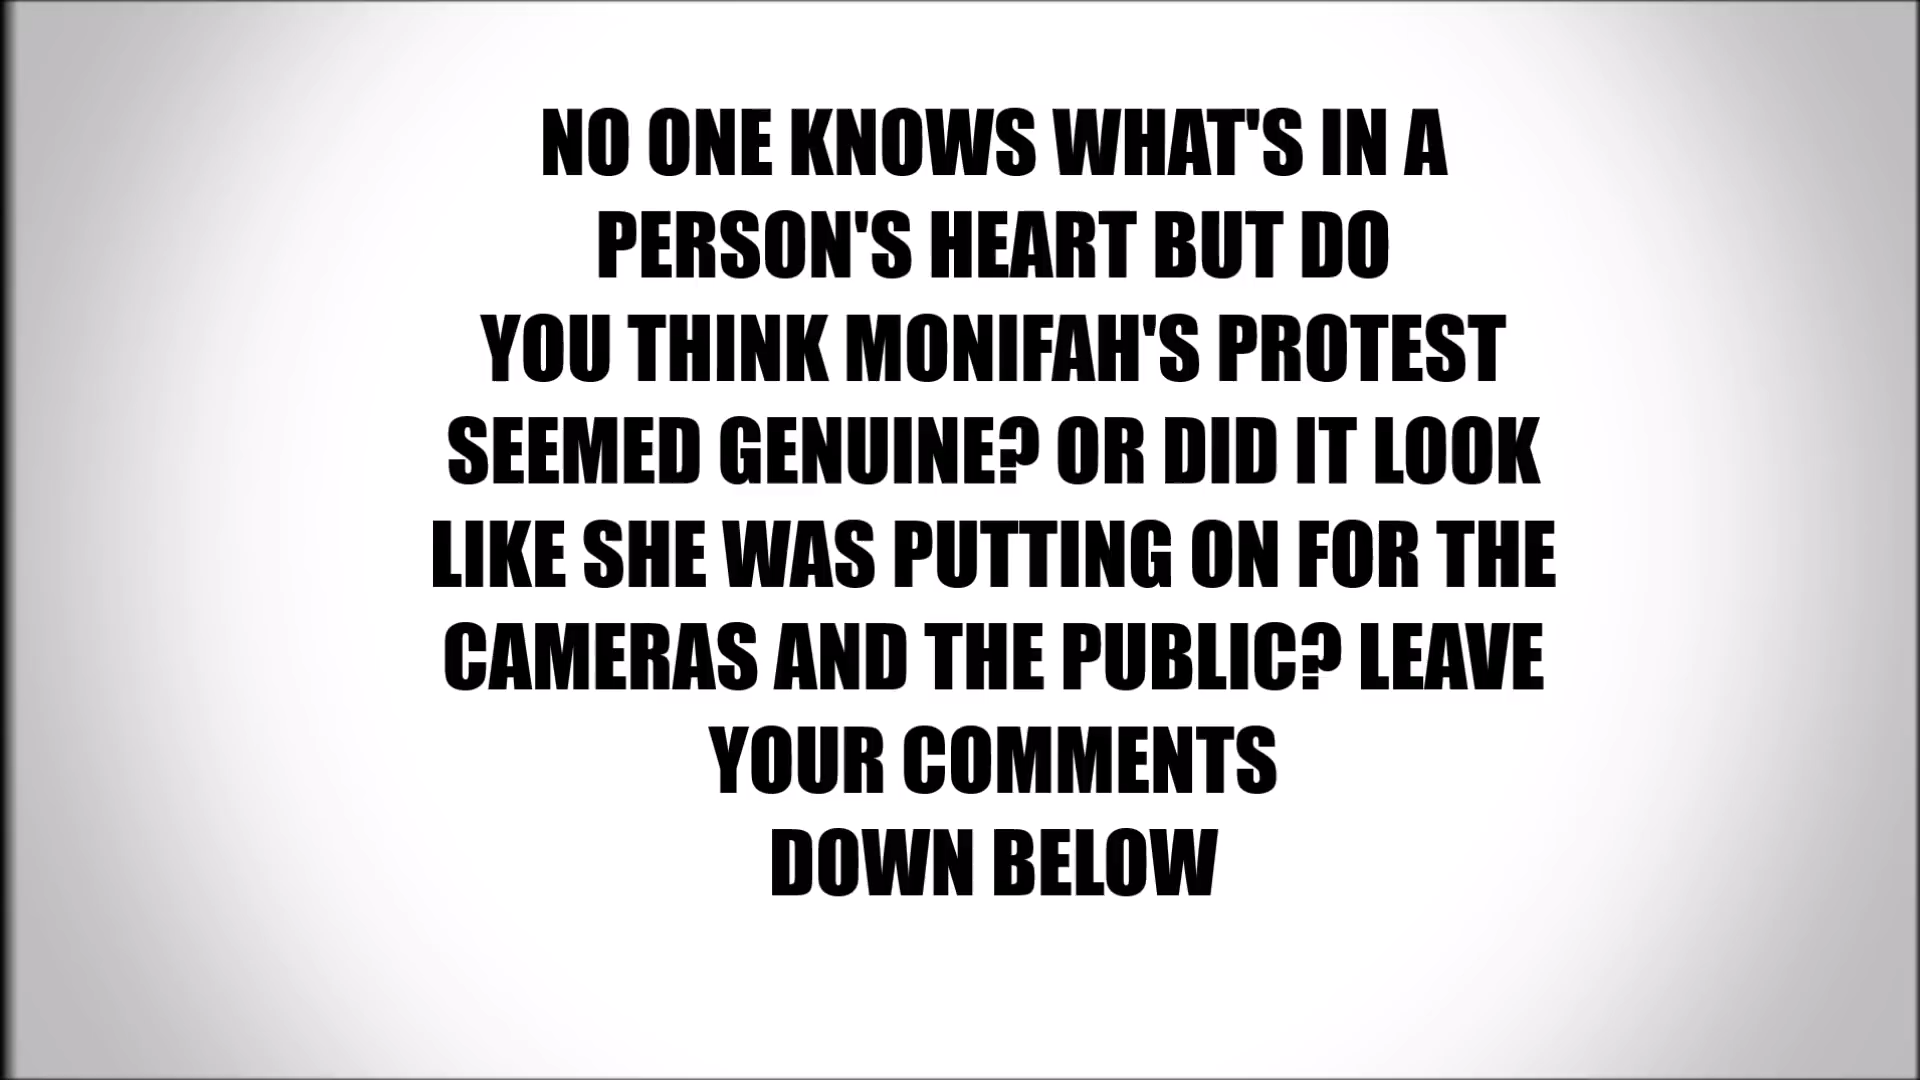 NO ONE KNOWS WHAT'S IN A
PERSON'S HEART BUT DO
YOU THINK MONIFAH'S PROTEST
SEEMED GENUINE? OR DID IT LOOK
LIKE SHE WAS PUTTING ON FOR THE
CAMERAS AND THE PUBLIC? LEAVE
YOUR COMMENTS
DOWN BELOW